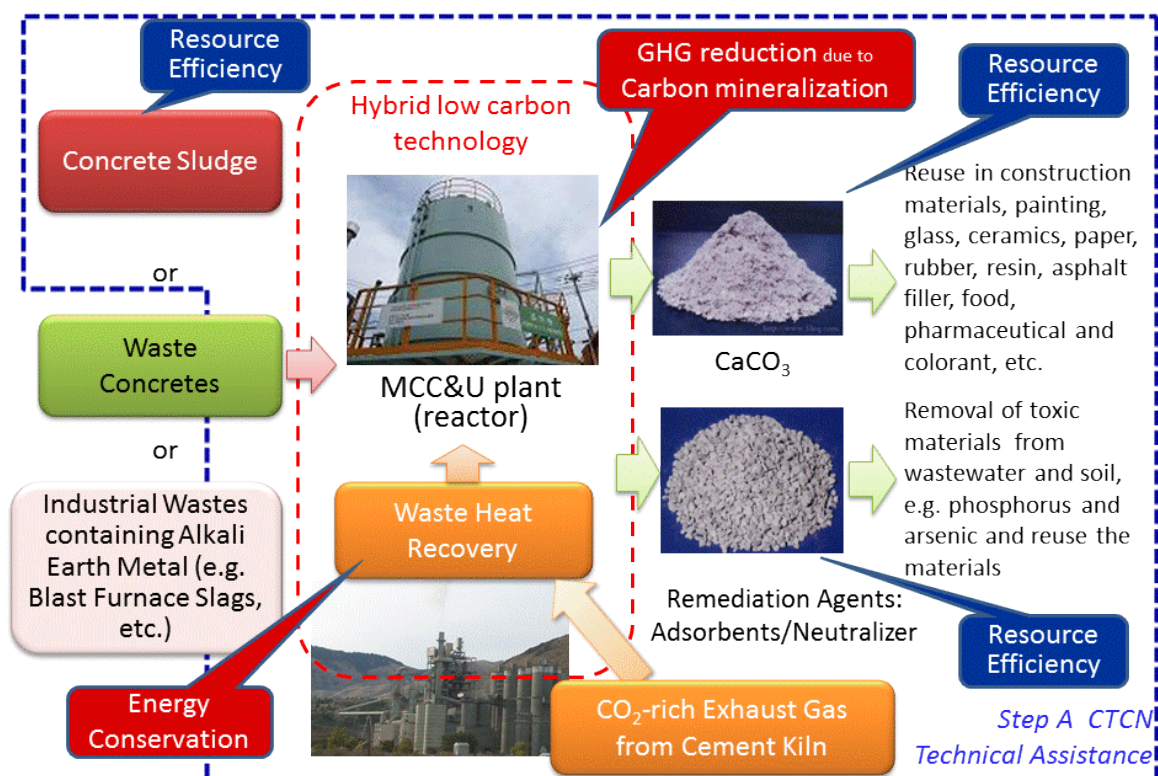 Resource
Efficiency
GHG reduction due to
Carbon mineralization
Resource
Efficiency
Hybrid low carbon
technology
Concrete Sludge
or
Waste
Concretes
or
Industrial Wastes
containing Alkali
Earth Metal (e.g.
Blast Furnace Slags,
etc.)
MCC&U plant
(reactor)
Waste Heat
Recovery
Energy
Conservation
CO₂-rich Exhaust Gas
from Cement Kiln
CaCO₃
Reuse in construction
materials, painting,
glass, ceramics, paper,
rubber, resin, asphalt
filler, food,
pharmaceutical and
colorant, etc.
Remediation Agents:
Adsorbents/Neutralizer
Removal of toxic
materials from
wastewater and soil,
e.g. phosphorus and
arsenic and reuse the
materials
Resource
Efficiency
Step A CTCN
Technical Assistance